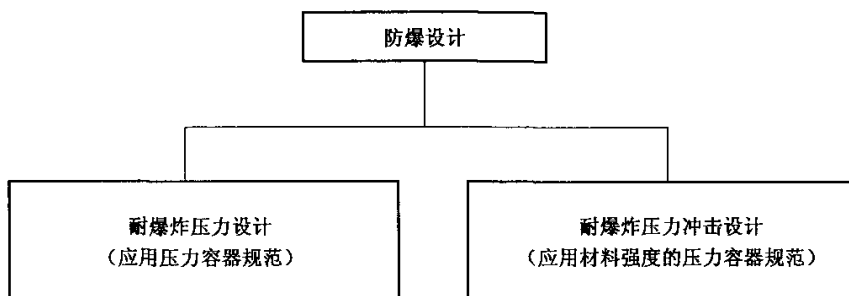 防爆设计
耐爆炸压力设计
（应用压力容器规范）
耐爆炸压力冲击设计
（应用材料强度的压力容器规范）